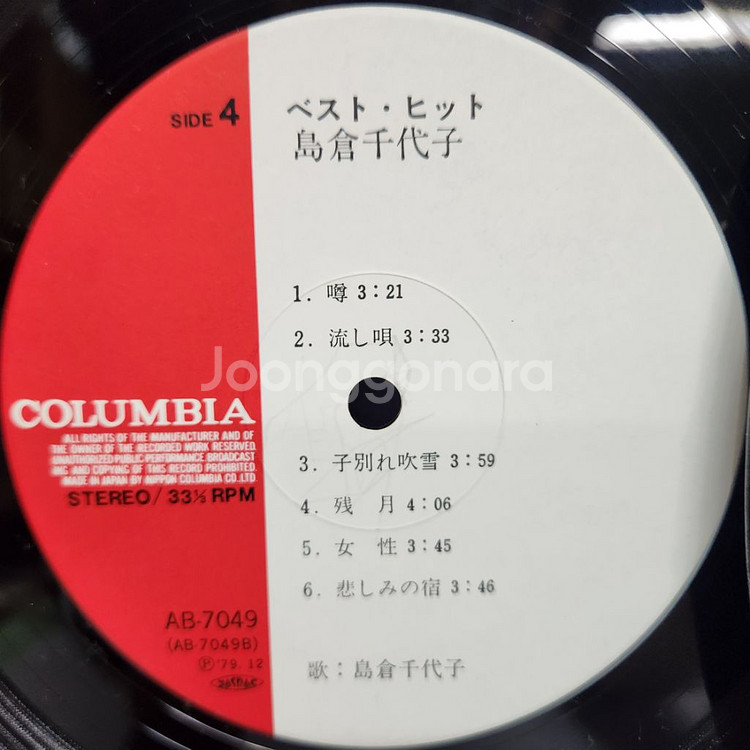 SIDE 4
ベスト・ヒット
島倉千代子
1. 噂 3:21
2. 流し唄 3:33
Joonggonara
COLUMBIA
ALL RIGHTS OF THE MANUFACTURER AND OF
THE OWNER OF THE RECORDED WORK RESERVED.
UNAUTHORIZED PUBLIC PERFORMANCE BROADCAST
ING AND COPYING OF THIS RECORD PROHIBITED.
MADE IN JAPAN BY NIPPON COLUMBIA CO. LTD.
STEREO/33⅓RPM
3. 子別れ吹雪 3:59
4. 残　月 4:06
5. 女　性 3:45
6. 悲しみの宿 3:46
AB-7049
(AB-7049B)
Ⓟ'79.12
歌：島倉千代子